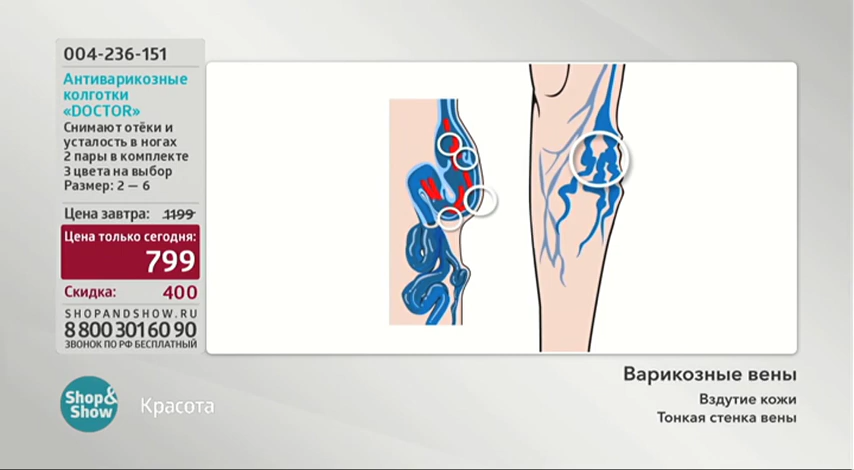 004-236-151
Антиварикозные
колготки
«DOCTOR»
Снимают отёки и
усталость в ногах
2 пары в комплекте
3 цвета на выбор
Размер: 2 — 6
Цена завтра: 1199
Цена только сегодня:
799
Скидка: 400
SHOPANDSHOW.RU
8 800 301 60 90
ЗВОНОК ПО РФ БЕСПЛАТНЫЙ
Варикозные вены
Вздутие кожи
Тонкая стенка вены
Shop&
Show
Красота